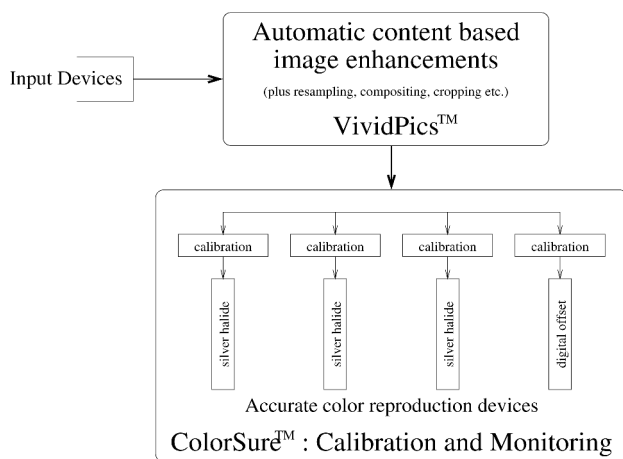 Automatic content based
image enhancements
(plus resampling, compositing, cropping etc.)
VividPics™
Input Devices
calibration
calibration
calibration
calibration
silver halide
silver halide
silver halide
digital offset
Accurate color reproduction devices
ColorSure™ : Calibration and Monitoring